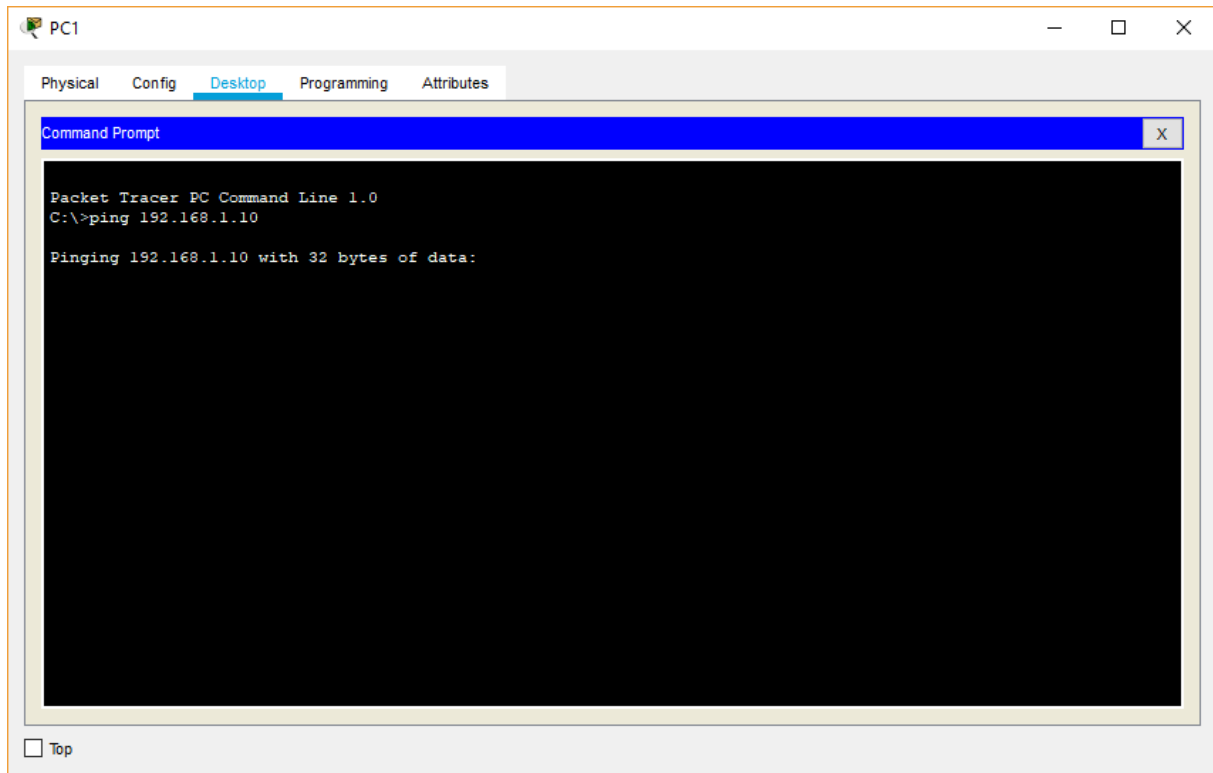 PC1
Physical Config Desktop Programming Attributes
Command Prompt X
Packet Tracer PC Command Line 1.0
C:\>ping 192.168.1.10
Pinging 192.168.1.10 with 32 bytes of data:
Top